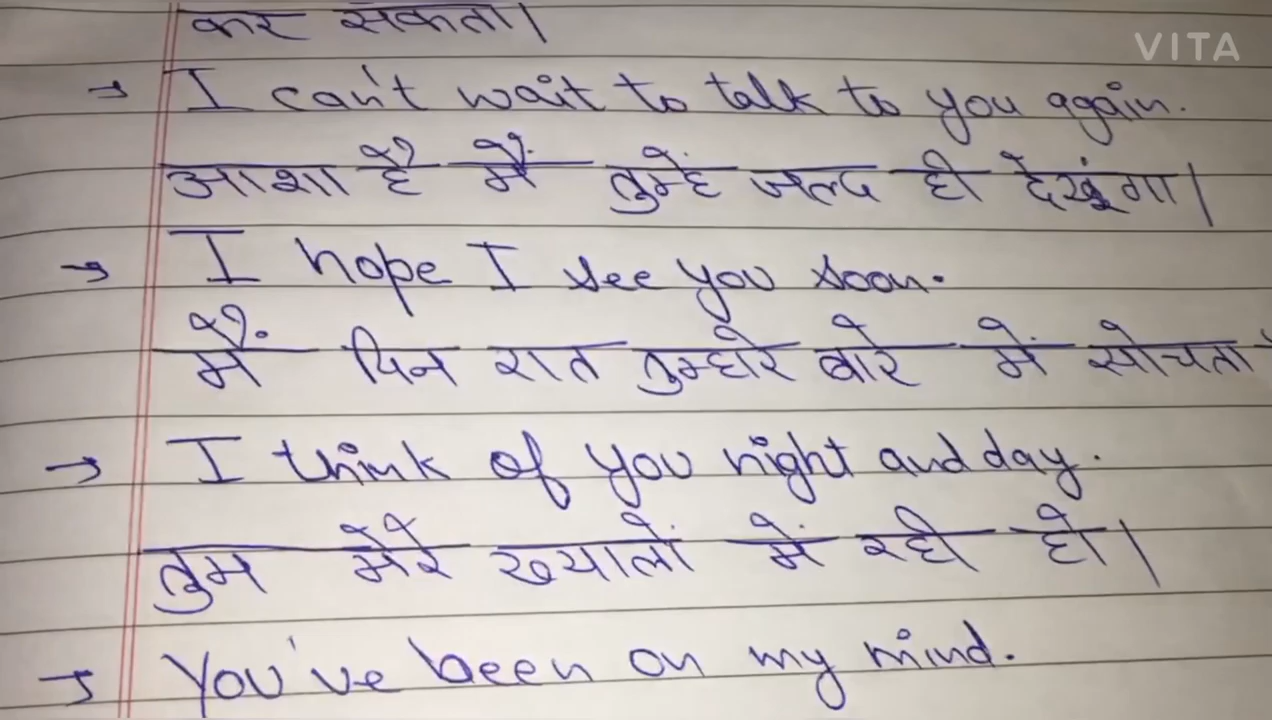 कर सकता।
VITA
→ I can't wait to talk to you again.
आशा है मैं तुम्हे जल्द ही देखूंगा।
→ I hope I see you soon.
मैं दिन रात तुम्हारे बारे में सोचता
→ I think of you night and day.
तुम मेरे ख्यालों में रही हो।
→ You've been on my mind.